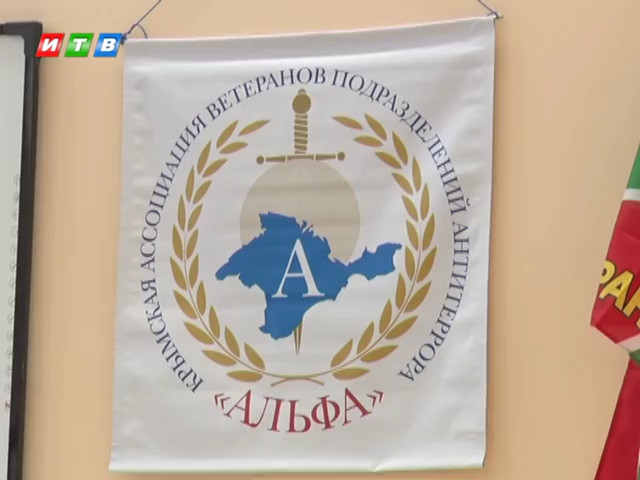 ИТВ
КРЫМСКАЯ АССОЦИАЦИЯ ВЕТЕРАНОВ ПОДРАЗДЕЛЕНИЙ АНТИТЕРРОРА
А
«АЛЬФА»